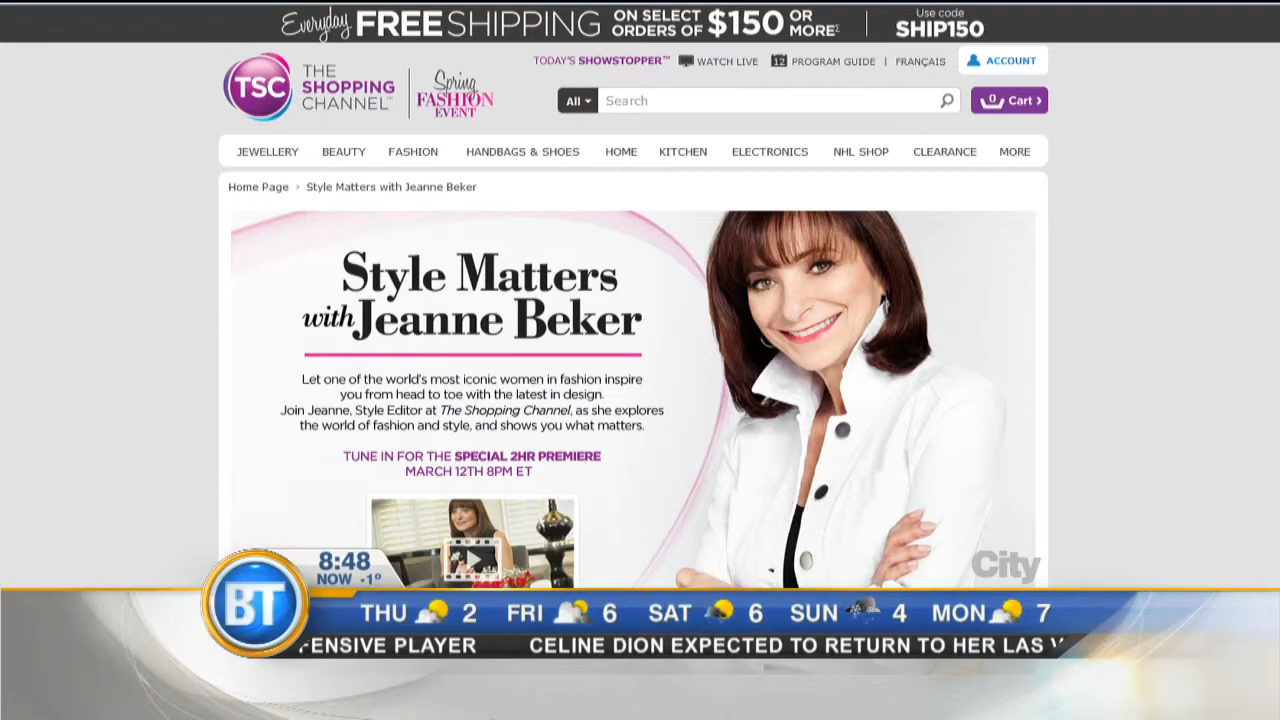 Everyday FREE SHIPPING ON SELECT ORDERS OF $150 OR MORE Use code SHIP150
TODAY'S SHOWSTOPPER™ WATCH LIVE 12 PROGRAM GUIDE | FRANÇAIS ACCOUNT
TSC THE SHOPPING CHANNEL™
Spring FASHION EVENT
All Search 0 Cart ›
JEWELLERY BEAUTY FASHION HANDBAGS & SHOES HOME KITCHEN ELECTRONICS NHL SHOP CLEARANCE MORE
Home Page › Style Matters with Jeanne Beker
Style Matters
with Jeanne Beker
Let one of the world's most iconic women in fashion inspire
you from head to toe with the latest in design.
Join Jeanne, Style Editor at The Shopping Channel, as she explores
the world of fashion and style, and shows you what matters.
TUNE IN FOR THE SPECIAL 2HR PREMIERE
MARCH 12TH 8PM ET
City
8:48
NOW -1°
BT
THU 2 FRI 6 SAT 6 SUN 4 MON 7
FENSIVE PLAYER CELINE DION EXPECTED TO RETURN TO HER LAS